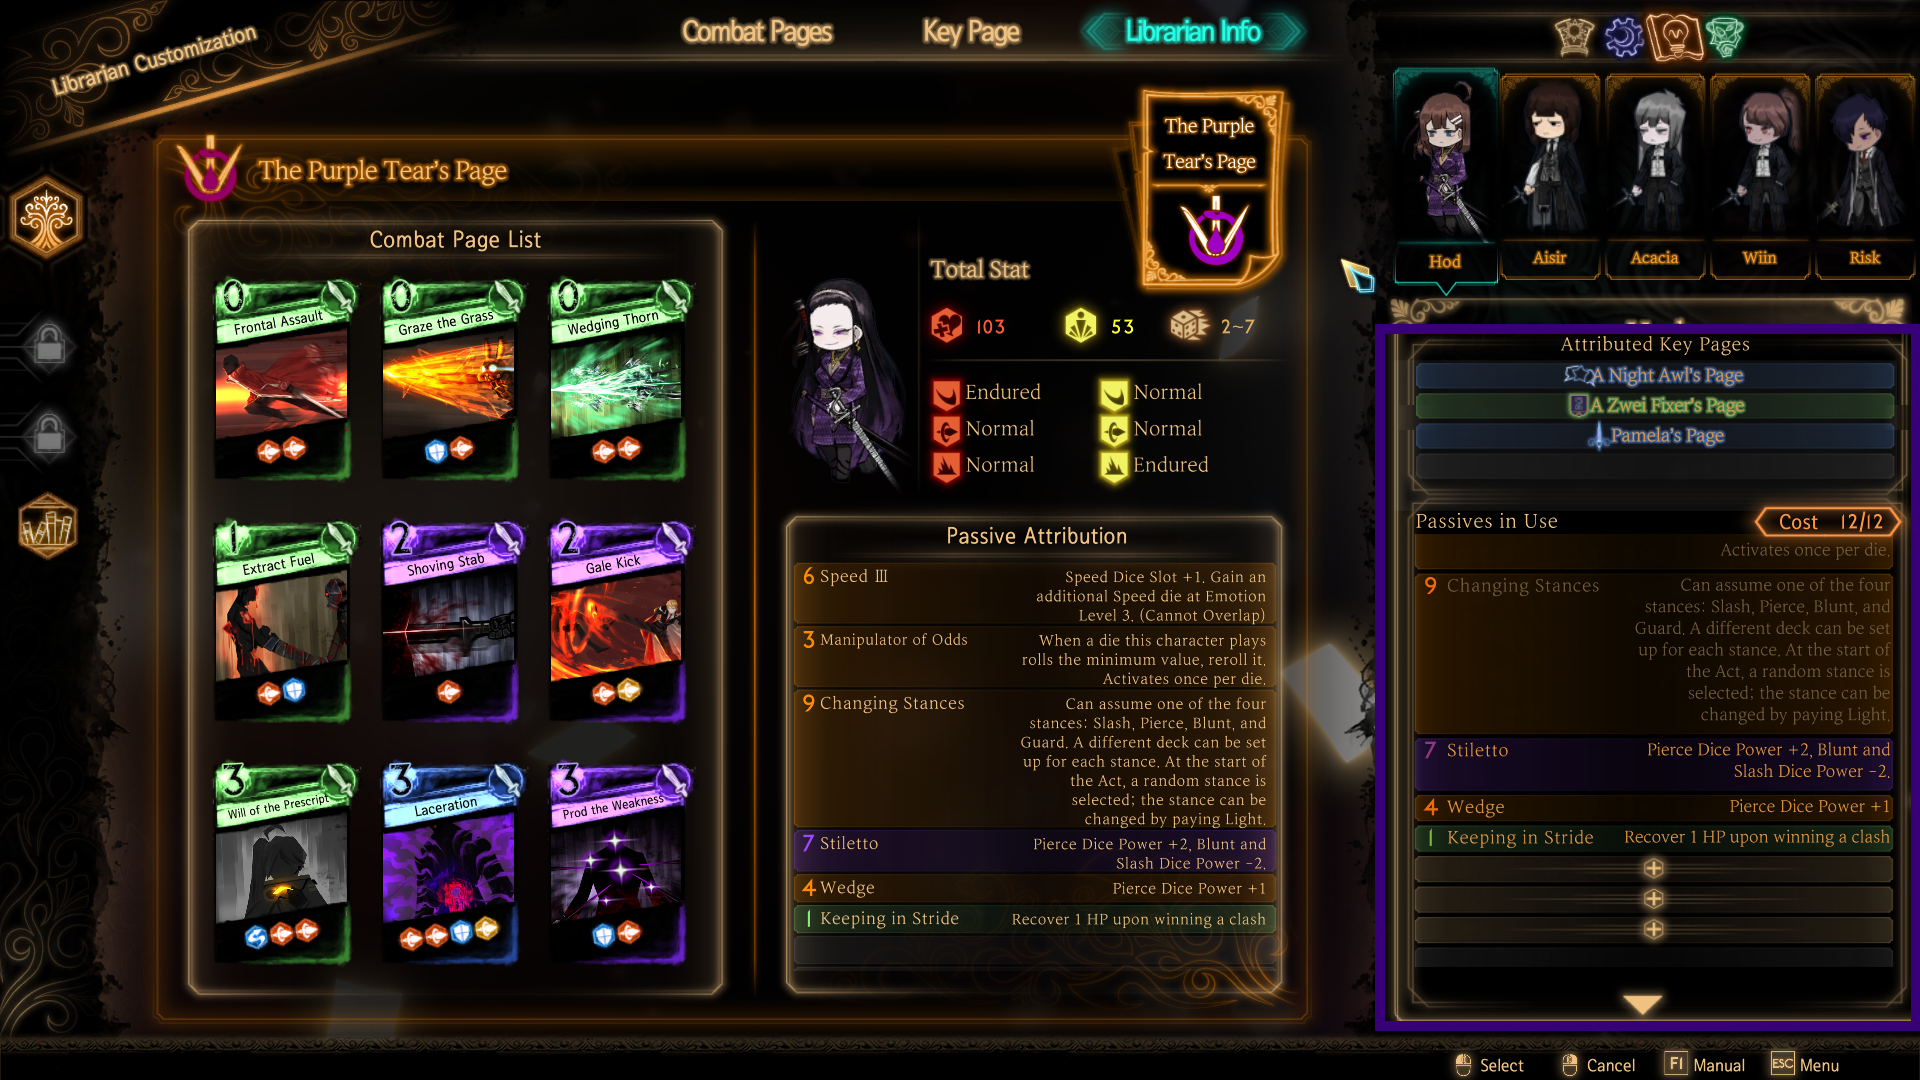 Librarian Customization
Combat Pages
Key Page
Librarian Info
The Purple Tear's Page
The Purple
Tear's Page
Combat Page List
0
Frontal Assault
0
Graze the Grass
0
Wedging Thorn
1
Extract Fuel
2
Shoving Stab
2
Gale Kick
3
Will of the Prescript
3
Laceration
3
Prod the Weakness
Total Stat
103
53
2~7
Endured
Normal
Normal
Normal
Normal
Endured
Passive Attribution
6 Speed III
Speed Dice Slot +1. Gain an
additional Speed die at Emotion
Level 3. (Cannot Overlap)
3 Manipulator of Odds
When a die this character plays
rolls the minimum value, reroll it.
Activates once per die.
9 Changing Stances
Can assume one of the four
stances: Slash, Pierce, Blunt, and
Guard. A different deck can be set
up for each stance. At the start of
the Act, a random stance is
selected; the stance can be
changed by paying Light.
7 Stiletto
Pierce Dice Power +2, Blunt and
Slash Dice Power -2.
4 Wedge
Pierce Dice Power +1
1 Keeping in Stride
Recover 1 HP upon winning a clash
Hod
Aisir
Acacia
Wiin
Risk
Attributed Key Pages
A Night Awl's Page
A Zwei Fixer's Page
Pamela's Page
Passives in Use
Cost 12/12
Activates once per die.
9 Changing Stances
Can assume one of the four
stances: Slash, Pierce, Blunt, and
Guard. A different deck can be set
up for each stance. At the start of
the Act, a random stance is
selected; the stance can be
changed by paying Light.
7 Stiletto
Pierce Dice Power +2, Blunt and
Slash Dice Power -2.
4 Wedge
Pierce Dice Power +1
1 Keeping in Stride
Recover 1 HP upon winning a clash
Select
Cancel
F1 Manual
ESC Menu